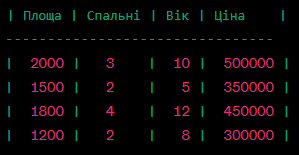 | Площа | Спальні | Вік | Ціна    |
---------------------------------
|  2000 |   3    |  10 |  500000 |
|  1500 |   2    |   5 |  350000 |
|  1800 |   4    |  12 |  450000 |
|  1200 |   2    |   8 |  300000 |